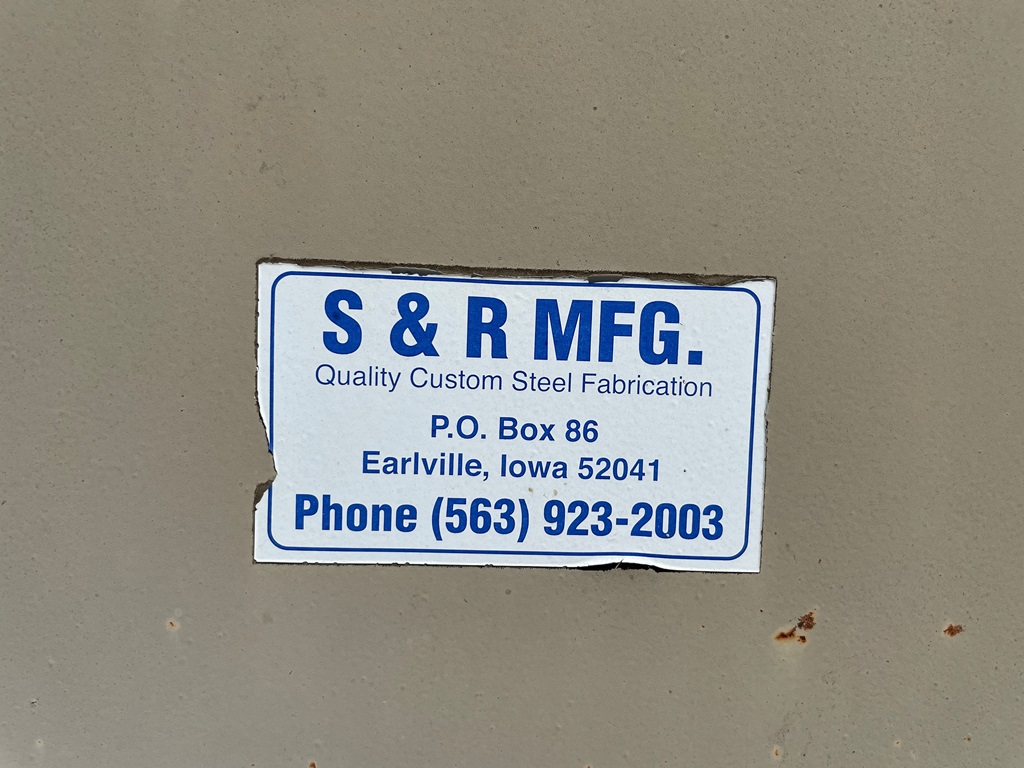 S & R MFG.
Quality Custom Steel Fabrication
P.O. Box 86
Earlville, Iowa 52041
Phone (563) 923-2003